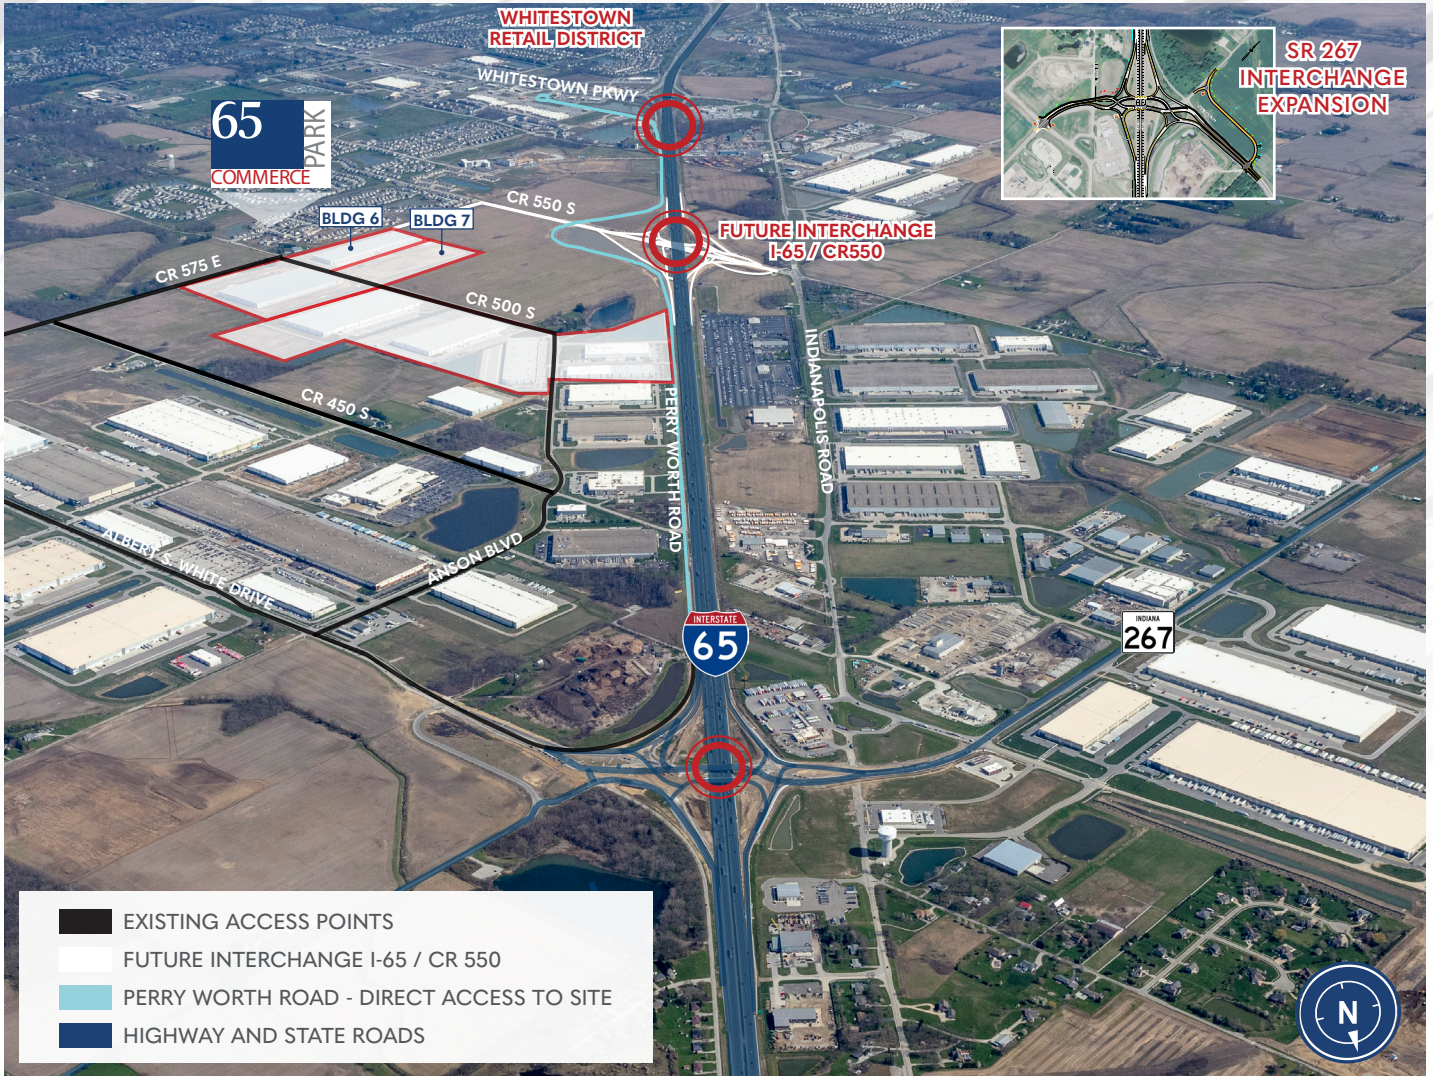 WHITESTOWN
RETAIL DISTRICT
WHITESTOWN PKWY
SR 267
INTERCHANGE
EXPANSION
65
PARK
COMMERCE
BLDG 6
BLDG 7
CR 550 S
FUTURE INTERCHANGE
I-65 / CR550
CR 575 E
CR 500 S
CR 450 S
PERRY WORTH ROAD
INDIANAPOLIS ROAD
ALBERT S. WHITE DRIVE
ANSON BLVD
INTERSTATE
65
INDIANA
267
EXISTING ACCESS POINTS
FUTURE INTERCHANGE I-65 / CR 550
PERRY WORTH ROAD - DIRECT ACCESS TO SITE
HIGHWAY AND STATE ROADS
N